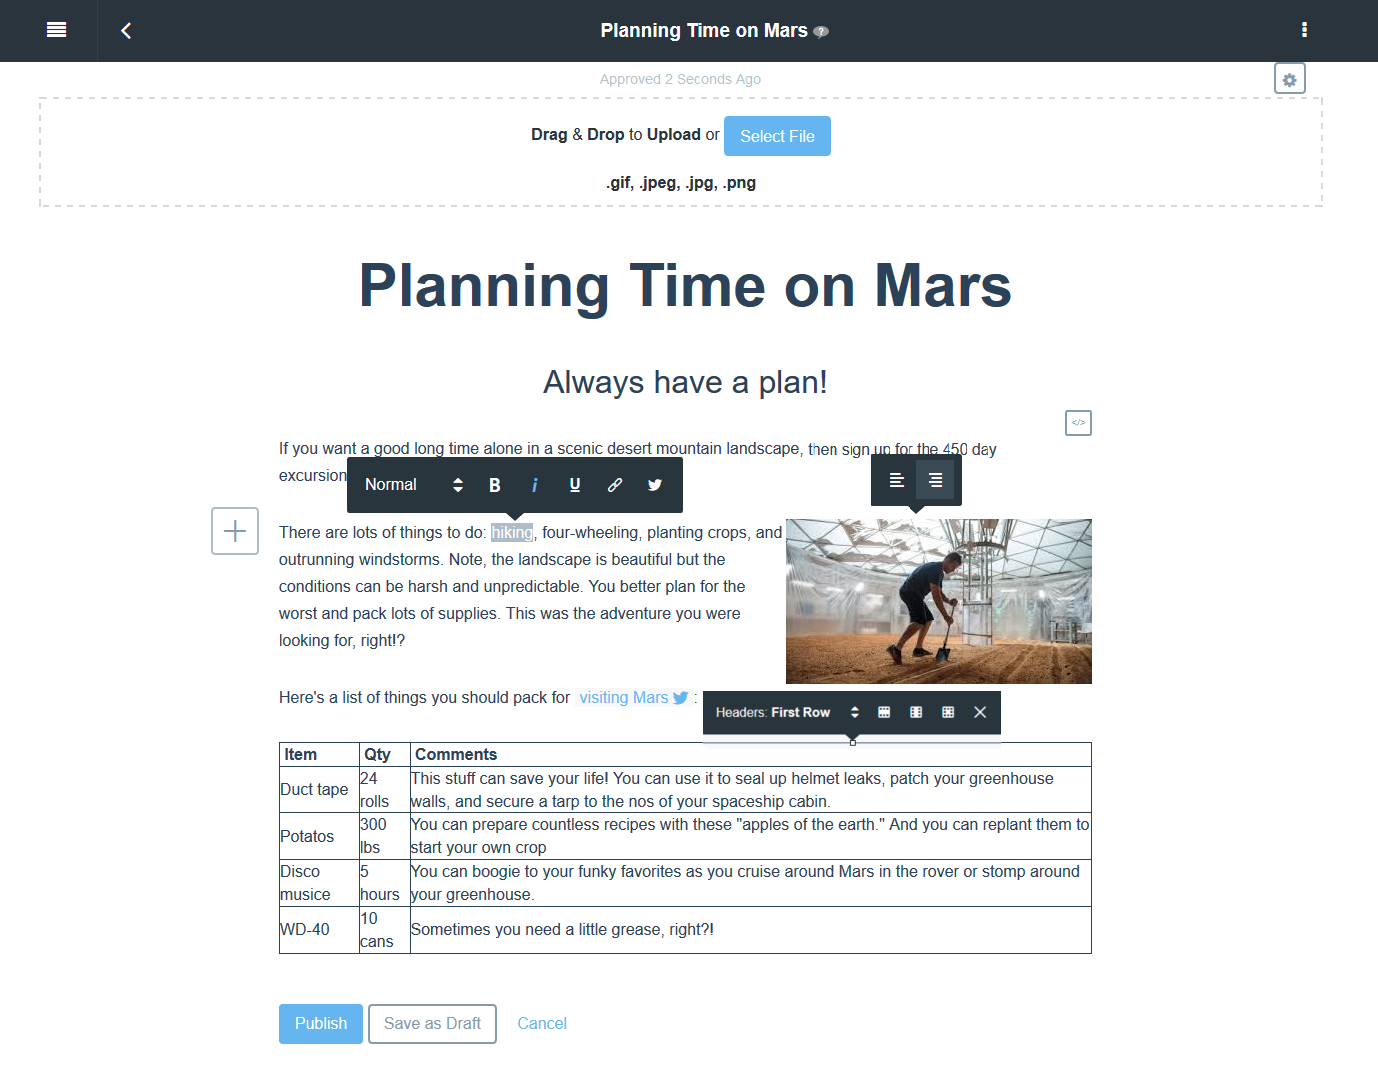 Planning Time on Mars ?
Approved 2 Seconds Ago
Drag & Drop to Upload or Select File
.gif, .jpeg, .jpg, .png
Planning Time on Mars
Always have a plan!
</>
If you want a good long time alone in a scenic desert mountain landscape, then sign up for the 450 day
excursion
Normal B i U
There are lots of things to do: hiking, four-wheeling, planting crops, and
outrunning windstorms. Note, the landscape is beautiful but the
conditions can be harsh and unpredictable. You better plan for the
worst and pack lots of supplies. This was the adventure you were
looking for, right!?
Here's a list of things you should pack for visiting Mars :
Headers: First Row
Item Qty Comments
Duct tape 24 rolls This stuff can save your life! You can use it to seal up helmet leaks, patch your greenhouse
walls, and secure a tarp to the nos of your spaceship cabin.
Potatos 300 lbs You can prepare countless recipes with these "apples of the earth." And you can replant them to
start your own crop
Disco musice 5 hours You can boogie to your funky favorites as you cruise around Mars in the rover or stomp around
your greenhouse.
WD-40 10 cans Sometimes you need a little grease, right?!
Publish Save as Draft Cancel